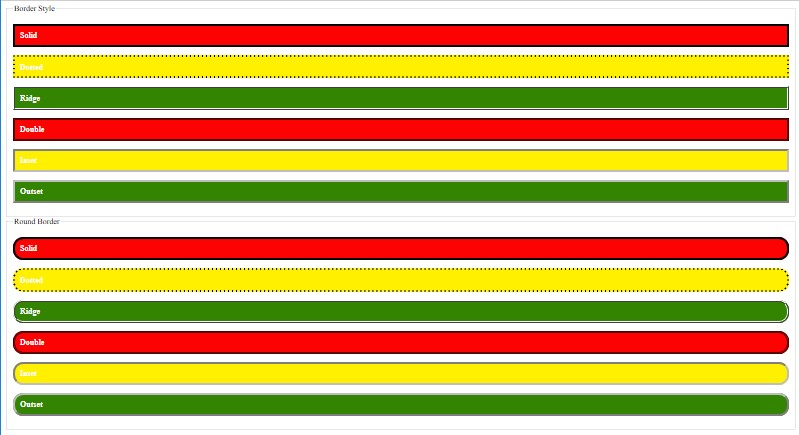 Border Style
Solid
Dotted
Ridge
Double
Inset
Outset
Round Border
Solid
Dotted
Ridge
Double
Inset
Outset